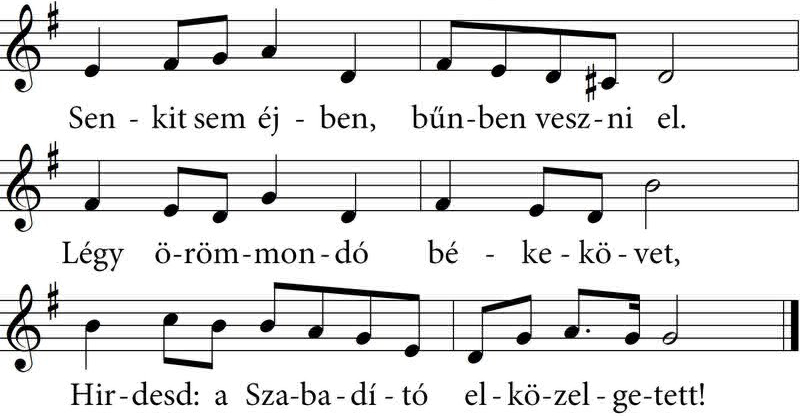 Sen - kit sem éj - ben, bűn-ben vesz-ni el.
Légy ö-röm-mon-dó bé - ke-kö-vet,
Hir-desd: a Sza-ba-dí-tó el-kö-zel-ge-tett!